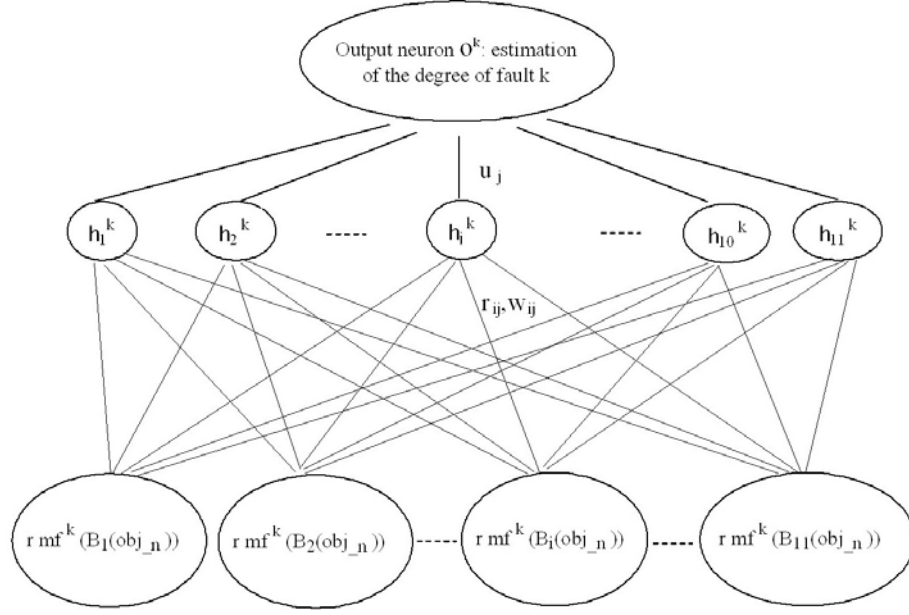 Output neuron O^k: estimation
of the degree of fault k
u_j
h_1^k h_2^k ----- h_j^k ----- h_10^k h_11^k
r_ij, w_ij
r mf^k (B_1(obj_n)) r mf^k (B_2(obj_n)) ------ r mf^k (B_i(obj_n)) ------ r mf^k (B_11(obj_n))